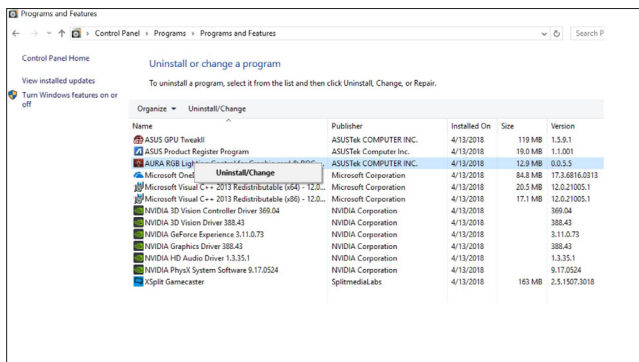 Programs and Features
Control Panel > Programs > Programs and Features
Search P
Control Panel Home
View installed updates
Turn Windows features on or
off
Uninstall or change a program
To uninstall a program, select it from the list and then click Uninstall, Change, or Repair.
Organize Uninstall/Change
Name Publisher Installed On Size Version
ASUS GPU TweakII ASUSTek COMPUTER INC. 4/13/2018 119 MB 1.5.9.1
ASUS Product Register Program ASUSTek Computer Inc. 4/13/2018 19.0 MB 1.1.001
AURA RGB Lighting Control for Graphic card & ROG ASUSTek COMPUTER INC. 4/13/2018 12.9 MB 0.0.5.5
Microsoft OneD Microsoft Corporation 4/13/2018 84.8 MB 17.3.6816.0313
Uninstall/Change
Microsoft Visual C++ 2013 Redistributable (x64) - 12.0... Microsoft Corporation 4/13/2018 20.5 MB 12.0.21005.1
Microsoft Visual C++ 2013 Redistributable (x86) - 12.0... Microsoft Corporation 4/13/2018 17.1 MB 12.0.21005.1
NVIDIA 3D Vision Controller Driver 369.04 NVIDIA Corporation 4/13/2018 369.04
NVIDIA 3D Vision Driver 388.43 NVIDIA Corporation 4/13/2018 388.43
NVIDIA GeForce Experience 3.11.0.73 NVIDIA Corporation 4/13/2018 3.11.0.73
NVIDIA Graphics Driver 388.43 NVIDIA Corporation 4/13/2018 388.43
NVIDIA HD Audio Driver 1.3.35.1 NVIDIA Corporation 4/13/2018 1.3.35.1
NVIDIA PhysX System Software 9.17.0524 NVIDIA Corporation 4/13/2018 9.17.0524
XSplit Gamecaster SplitmediaLabs 4/13/2018 163 MB 2.5.1507.3018